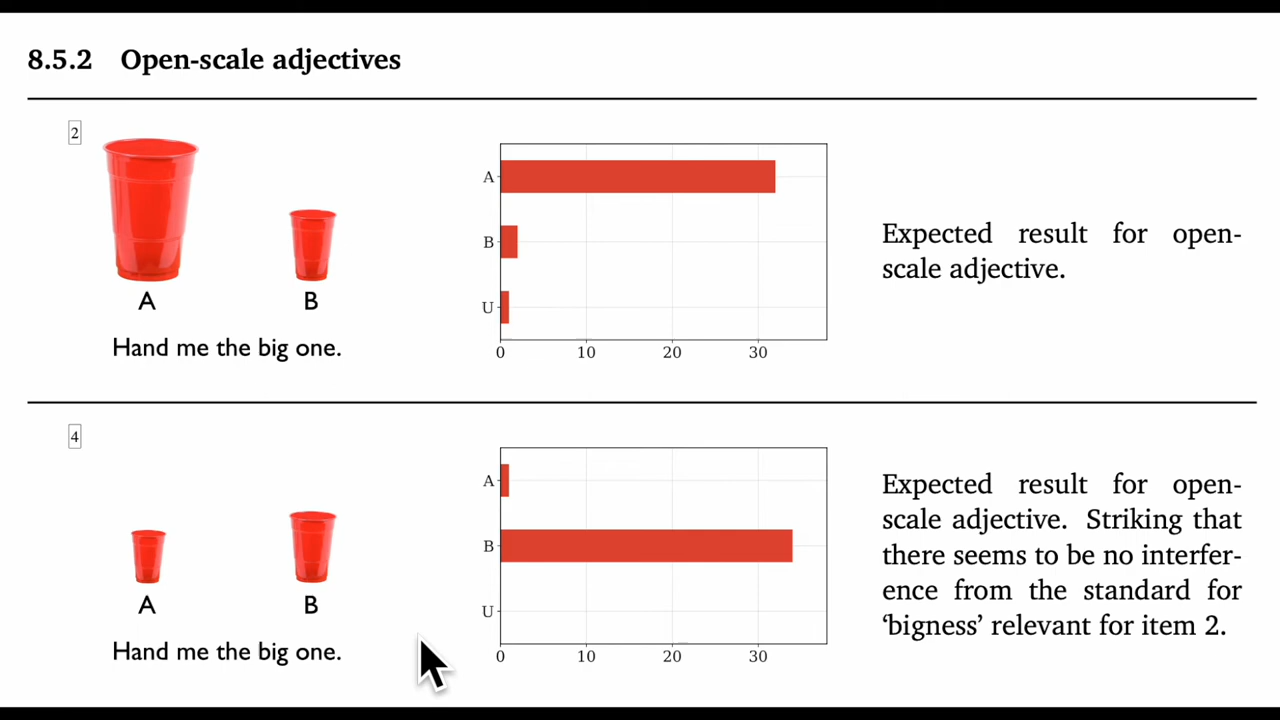 8.5.2 Open-scale adjectives
2
A
B
Hand me the big one.
A
B
U
0 10 20 30
Expected result for open-
scale adjective.
4
A
B
Hand me the big one.
A
B
U
0 10 20 30
Expected result for open-
scale adjective. Striking that
there seems to be no interfer-
ence from the standard for
‘bigness’ relevant for item 2.